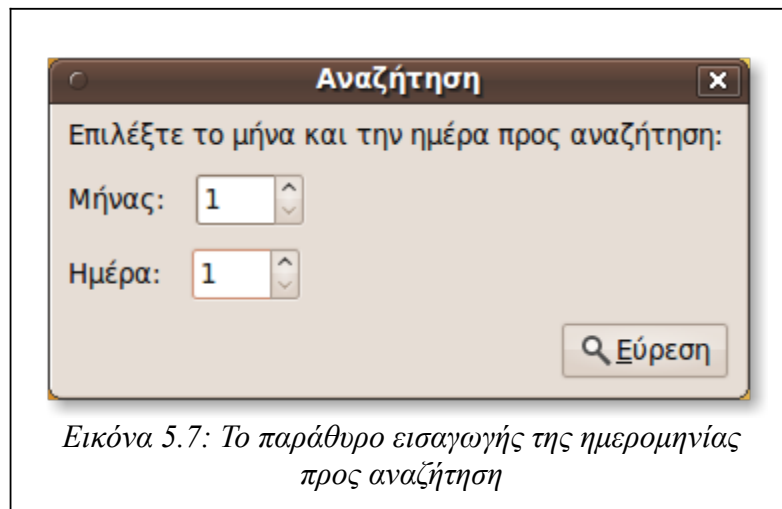 Αναζήτηση
Επιλέξτε το μήνα και την ημέρα προς αναζήτηση:
Μήνας: 1
Ημέρα: 1
Εύρεση
Εικόνα 5.7: Το παράθυρο εισαγωγής της ημερομηνίας
προς αναζήτηση